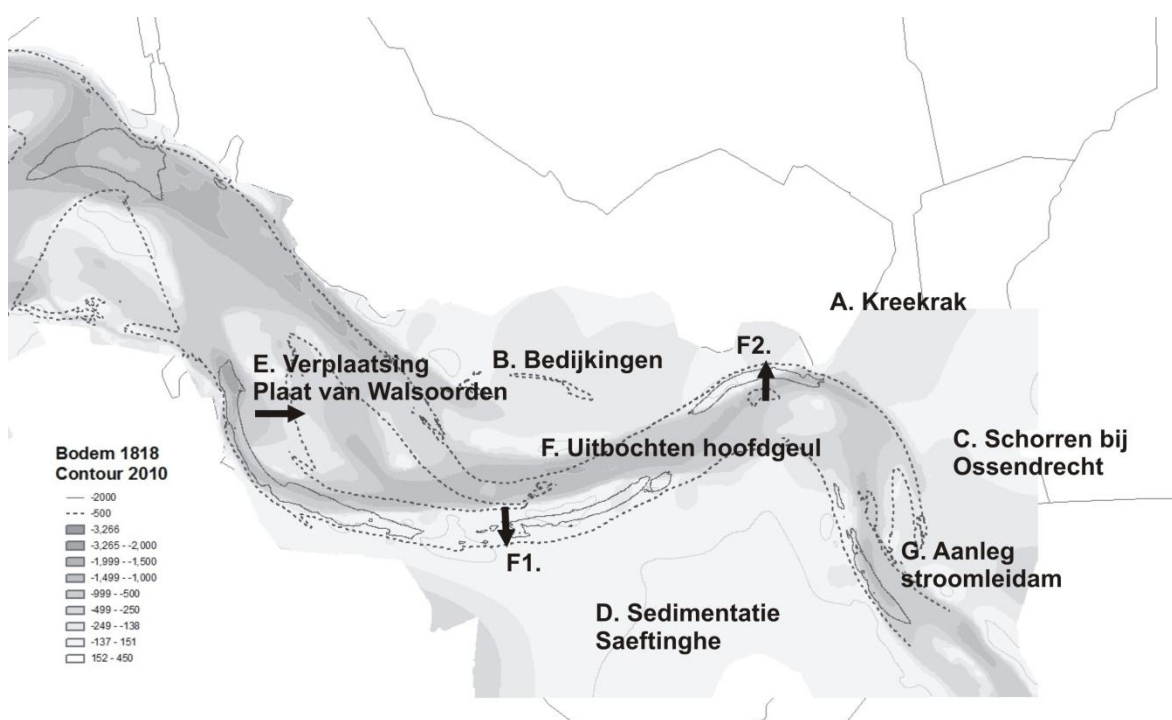 A. Kreekrak
F2.
B. Bedijkingen
E. Verplaatsing
Plaat van Walsoorden
F. Uitbochten hoofdgeul
C. Schorren bij
Ossendrecht
F1.
G. Aanleg
stroomleidam
D. Sedimentatie
Saeftinghe
Bodem 1818
Contour 2010
-2000
-500
-3,266
-3,265 - -2,000
-1,999 - -1,500
-1,499 - -1,000
-999 - -500
-499 - -250
-249 - -138
-137 - 151
152 - 450